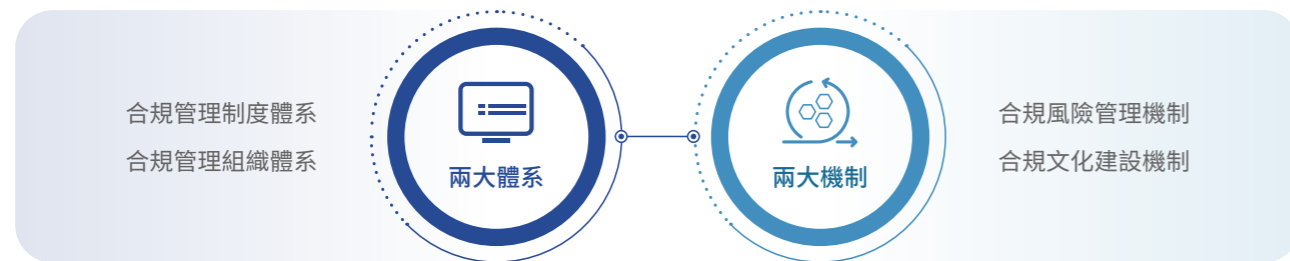 合規管理制度體系
合規管理組織體系
兩大體系
兩大機制
合規風險管理機制
合規文化建設機制